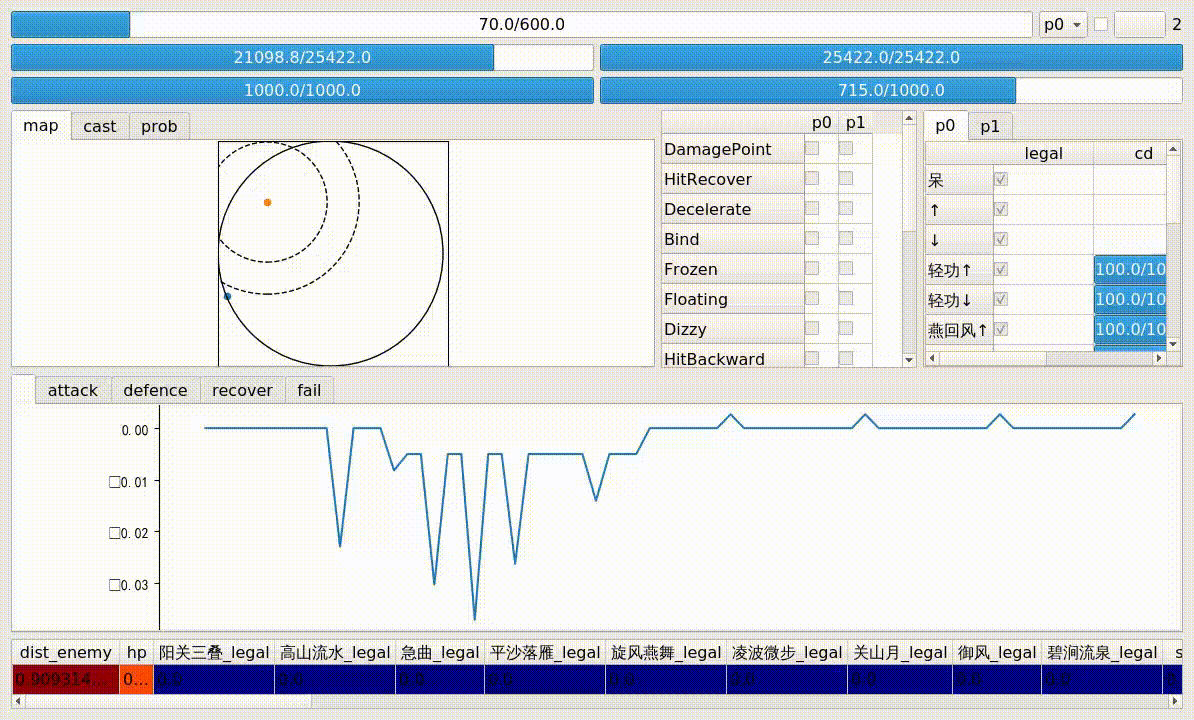 70.0/600.0 p0 2
21098.8/25422.0 25422.0/25422.0
1000.0/1000.0 715.0/1000.0
map cast prob
p0 p1
DamagePoint
HitRecover
Decelerate
Bind
Frozen
Floating
Dizzy
HitBackward
p0 p1
legal cd
呆
↑
↓
轻功↑ 100.0/10
轻功↓ 100.0/10
燕回风↑ 100.0/10
attack defence recover fail
0.00
□0.01
□0.02
□0.03
dist_enemy hp 阳关三叠_legal 高山流水_legal 急曲_legal 平沙落雁_legal 旋风燕舞_legal 凌波微步_legal 关山月_legal 御风_legal 碧涧流泉_legal s
0.909314... 0... 0.0 0.0 0.0 0.0 0.0 0.0 0.0 0.0 0.0